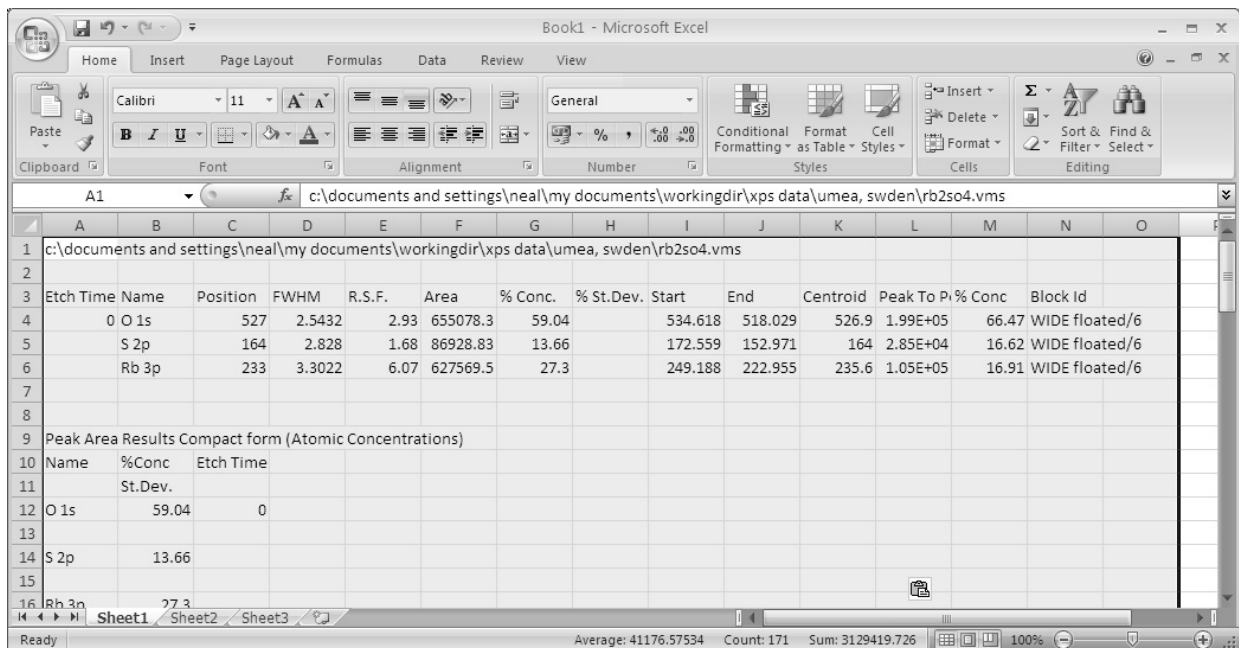 Book1 - Microsoft Excel
Home Insert Page Layout Formulas Data Review View
Calibri 11 A A General Insert Σ
Paste B I U A % , Conditional Formatting Format as Table Cell Styles Delete Format Sort & Filter Find & Select
Clipboard Font Alignment Number Styles Cells Editing
A1 fx c:\documents and settings\neal\my documents\workingdir\xps data\umea, swden\rb2so4.vms
A B C D E F G H I J K L M N O
1 c:\documents and settings\neal\my documents\workingdir\xps data\umea, swden\rb2so4.vms
2
3 Etch Time Name Position FWHM R.S.F. Area % Conc. % St.Dev. Start End Centroid Peak To P % Conc Block Id
4 0 O 1s 527 2.5432 2.93 655078.3 59.04 534.618 518.029 526.9 1.99E+05 66.47 WIDE floated/6
5 S 2p 164 2.828 1.68 86928.83 13.66 172.559 152.971 164 2.85E+04 16.62 WIDE floated/6
6 Rb 3p 233 3.3022 6.07 627569.5 27.3 249.188 222.955 235.6 1.05E+05 16.91 WIDE floated/6
7
8
9 Peak Area Results Compact form (Atomic Concentrations)
10 Name %Conc Etch Time
11 St.Dev.
12 O 1s 59.04 0
13
14 S 2p 13.66
15
16 Rb 3p 27.3
Sheet1 Sheet2 Sheet3
Ready Average: 41176.57534 Count: 171 Sum: 3129419.726 100%